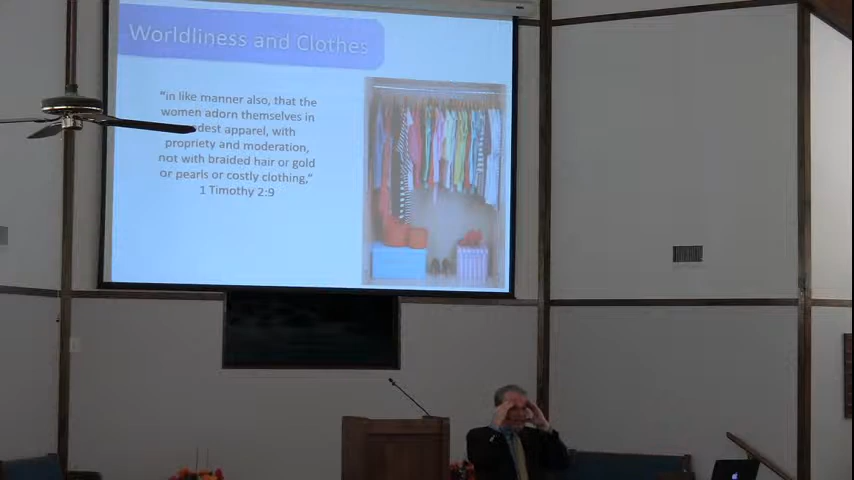 Worldliness and Clothes
"in like manner also, that the
women adorn themselves in
dest apparel, with
propriety and moderation,
not with braided hair or gold
or pearls or costly clothing,"
1 Timothy 2:9